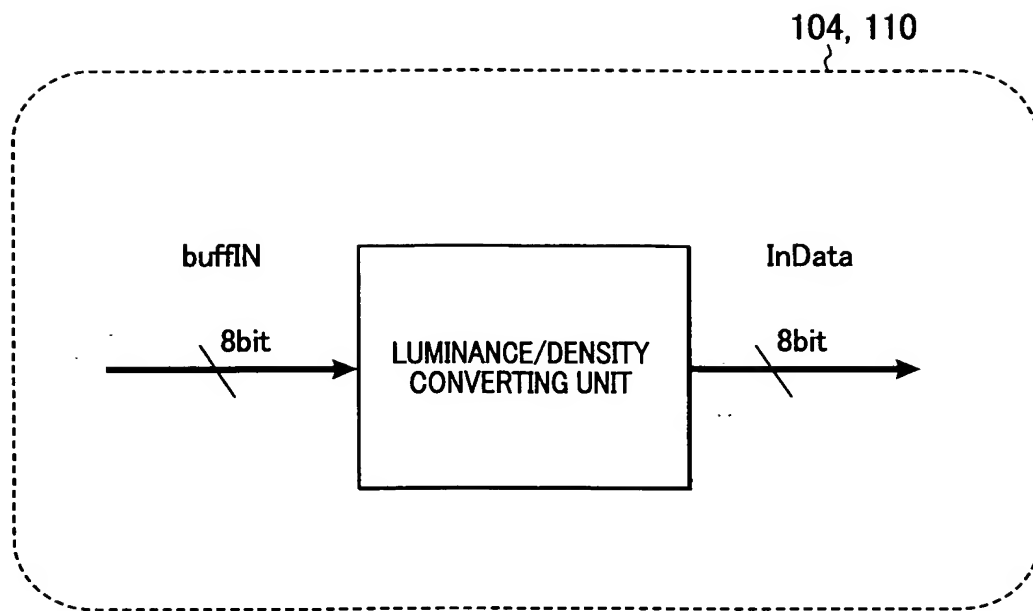 104, 110
buffIN
InData
8bit
LUMINANCE/DENSITY
CONVERTING UNIT
8bit